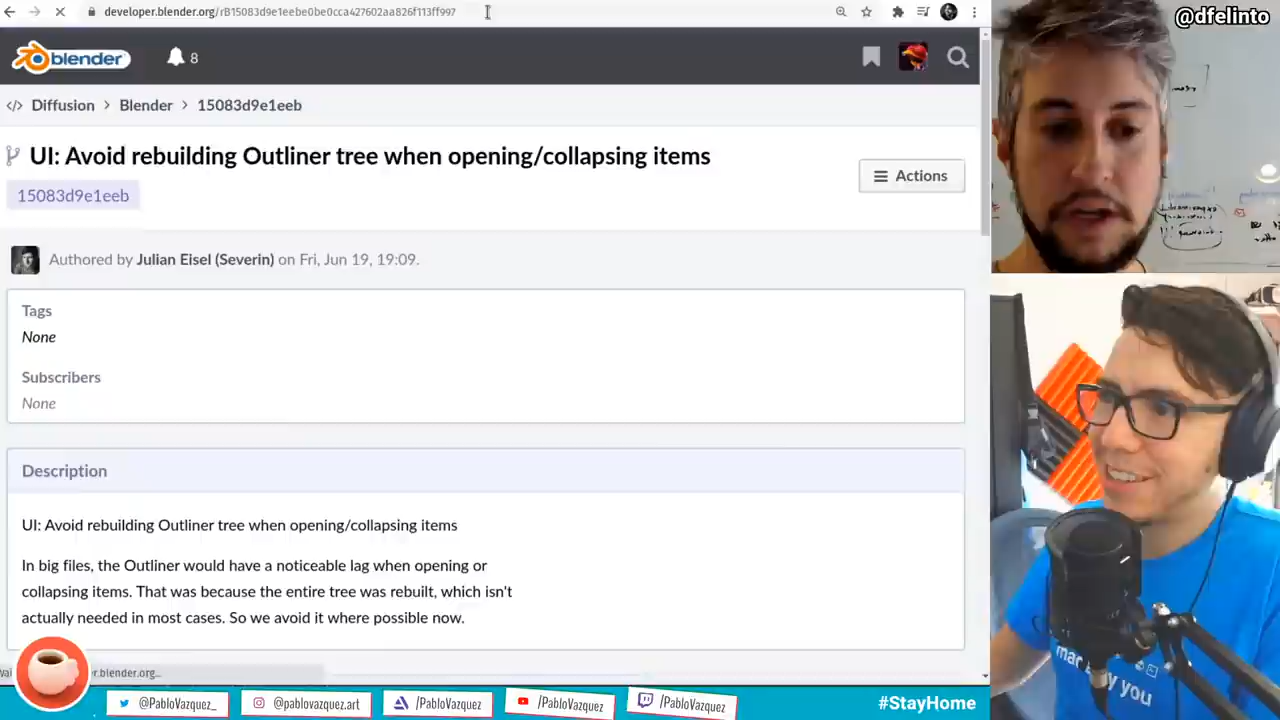 developer.blender.org/rB15083d9e1eebe0be0cca427602aa826f113ff997
@dfelinto
blender
8
Diffusion > Blender > 15083d9e1eeb
UI: Avoid rebuilding Outliner tree when opening/collapsing items
Actions
15083d9e1eeb
Authored by Julian Eisel (Severin) on Fri, Jun 19, 19:09.
Tags
None
Subscribers
None
Description
UI: Avoid rebuilding Outliner tree when opening/collapsing items
In big files, the Outliner would have a noticeable lag when opening or
collapsing items. That was because the entire tree was rebuilt, which isn't
actually needed in most cases. So we avoid it where possible now.
@PabloVazquez_
@pablovazquez.art
/PabloVazquez
/PabloVazquez
/PabloVazquez
#StayHome